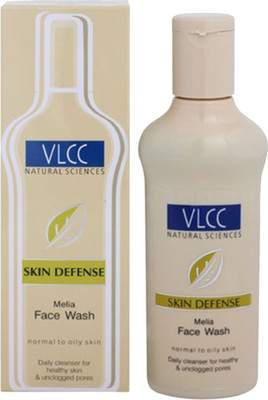 VLCC
NATURAL SCIENCES
SKIN DEFENSE
Melia
Face Wash
normal to oily skin
Daily cleanser for
healthy skin
& unclogged pores
VLCC
NATURAL SCIENCES
SKIN DEFENSE
Melia
Face Wash
normal to oily skin
Daily cleanser for healthy
skin & unclogged pores